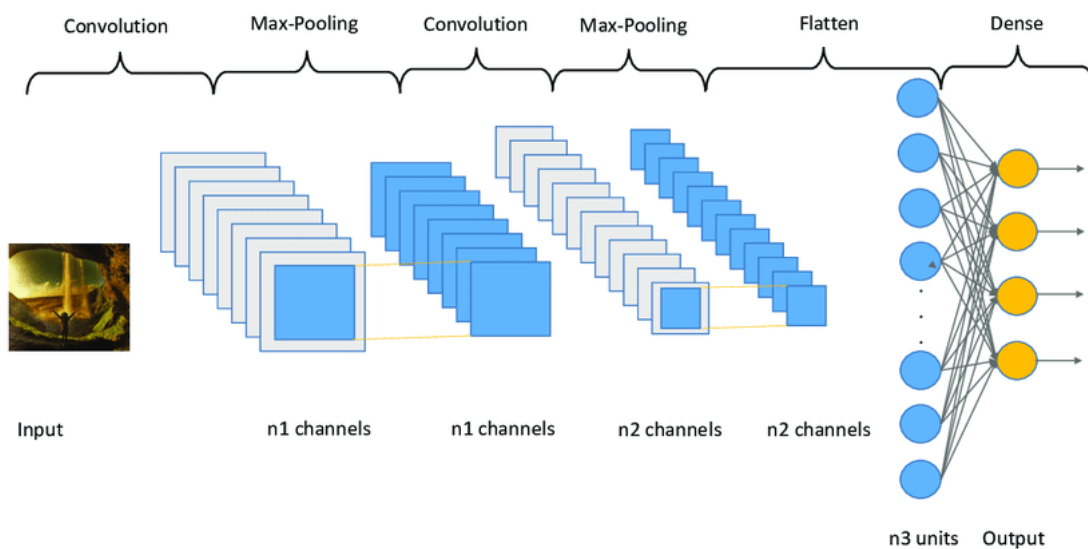 Convolution Max-Pooling Convolution Max-Pooling Flatten Dense
Input n1 channels n1 channels n2 channels n2 channels
n3 units Output